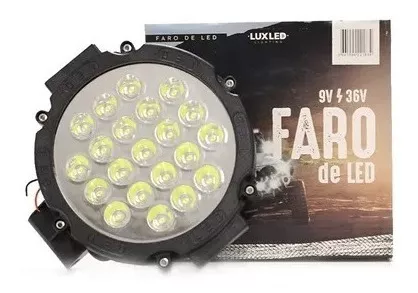 FARO DE LED
LUXLED
LIGHTING
9V 36V
FARO
de LED